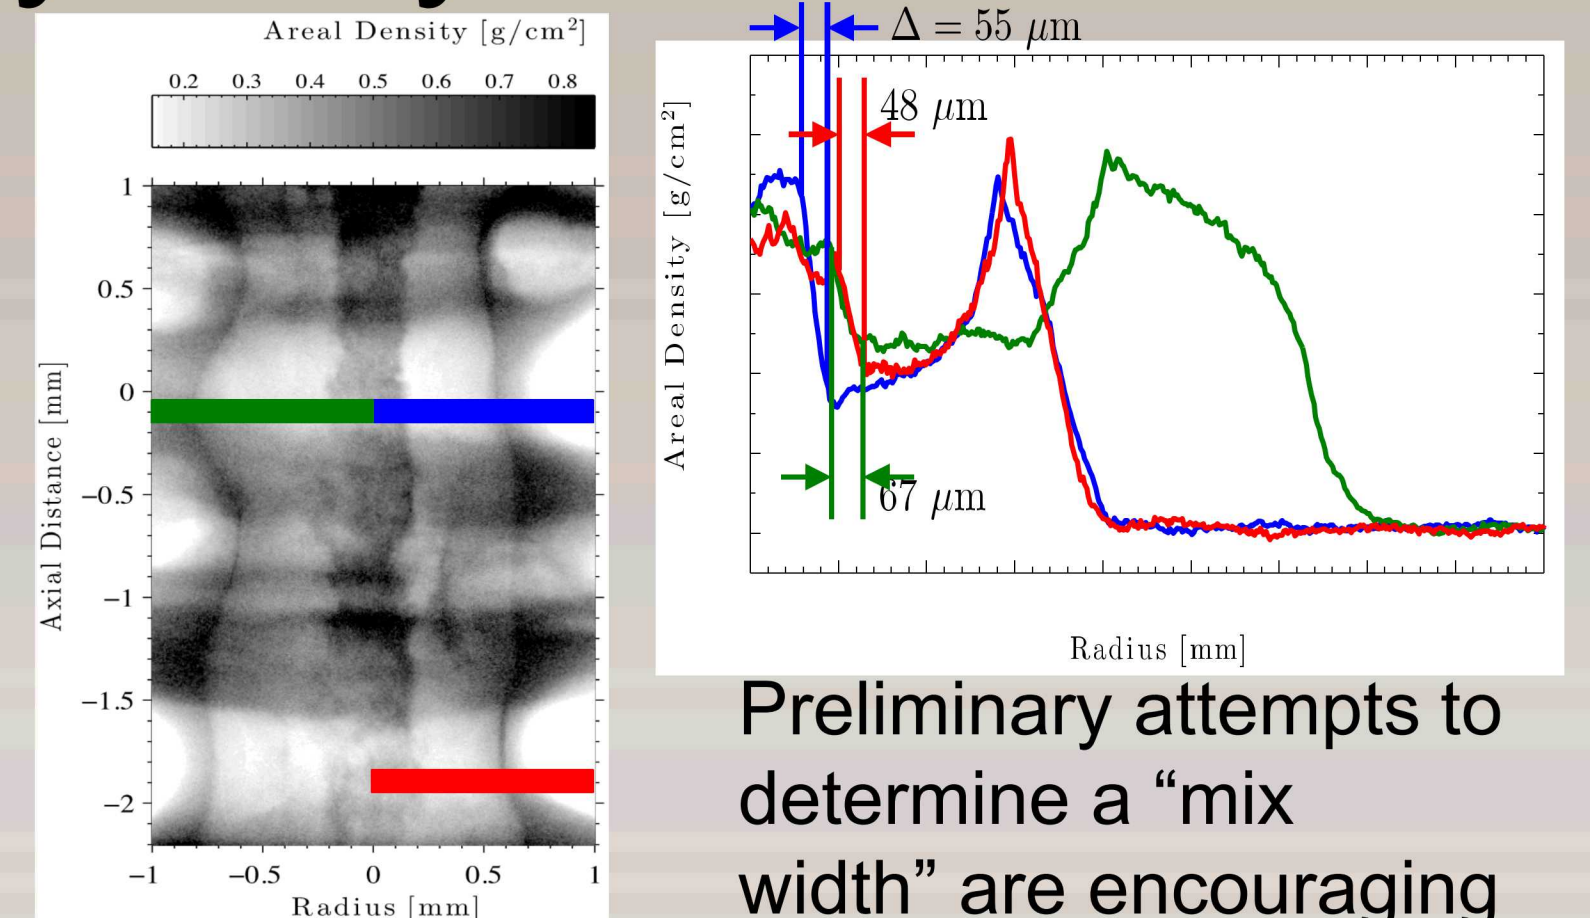 Areal Density [g/cm²]
0.2 0.3 0.4 0.5 0.6 0.7 0.8
Axial Distance [mm]
1
0.5
0
−0.5
−1
−1.5
−2
−1 −0.5 0 0.5 1
Radius [mm]
Δ = 55 μm
48 μm
67 μm
Areal Density [g/cm²]
Radius [mm]
Preliminary attempts to
determine a “mix
width” are encouraging